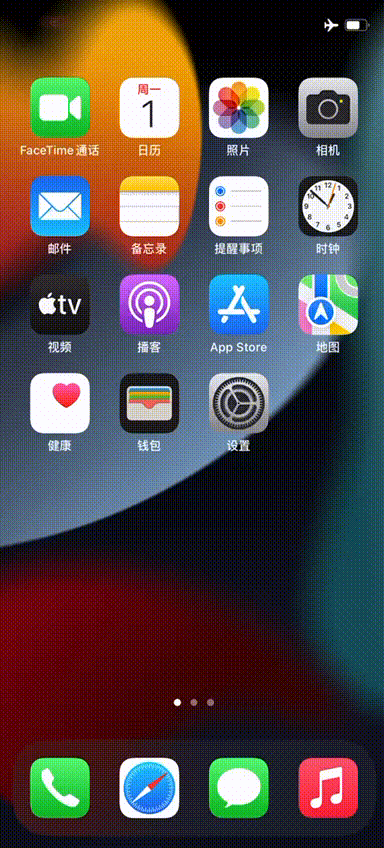 周一
1
FaceTime 通话
日历
照片
相机
邮件
备忘录
提醒事项
时钟
tv
视频
播客
App Store
地图
健康
钱包
设置